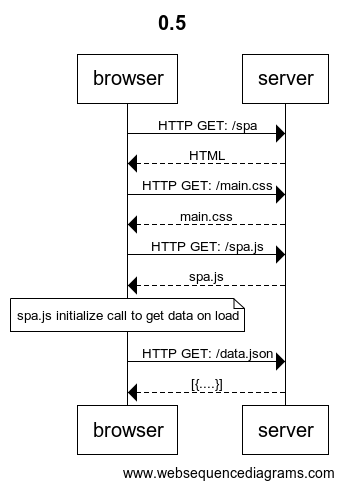 0.5
browser
server
HTTP GET: /spa
HTML
HTTP GET: /main.css
main.css
HTTP GET: /spa.js
spa.js
spa.js initialize call to get data on load
HTTP GET: /data.json
[{....}]
browser
server
www.websequencediagrams.com